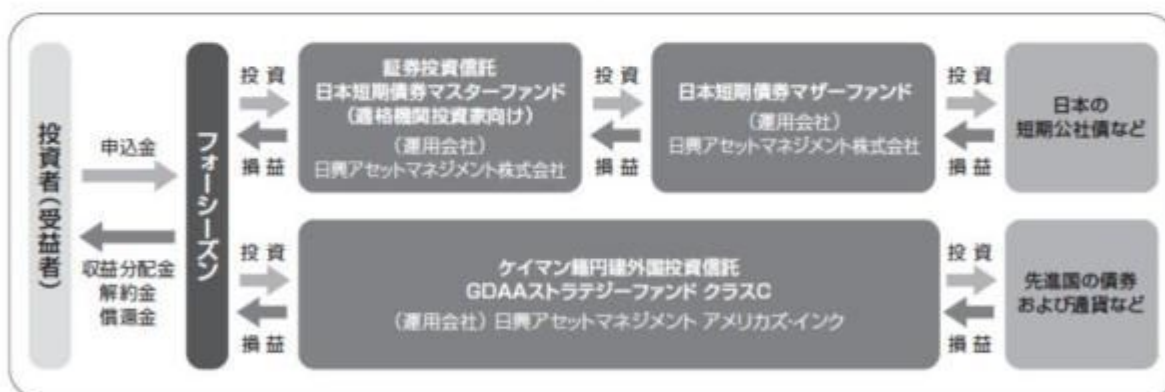 投資者(受益者)
申込金
収益分配金
解約金
償還金
フォーシーズン
投資
損益
証券投資信託
日本短期債券マスターファンド
(適格機関投資家向け)
(運用会社)
日興アセットマネジメント株式会社
投資
損益
日本短期債券マザーファンド
(運用会社)
日興アセットマネジメント株式会社
投資
損益
日本の
短期公社債など
投資
損益
ケイマン籍円建外国投資信託
GDAAストラテジーファンド クラスC
(運用会社)日興アセットマネジメント アメリカズ・インク
投資
損益
先進国の債券
および通貨など